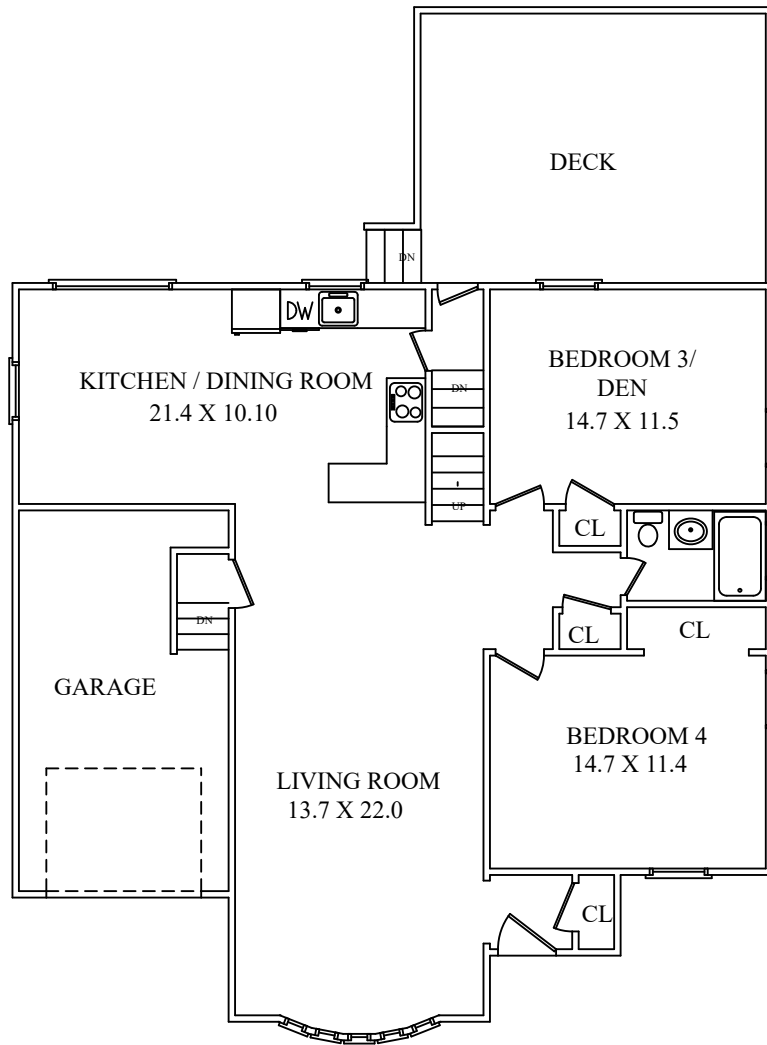 DECK
DN
DW
KITCHEN / DINING ROOM
21.4 X 10.10
BEDROOM 3/
DEN
14.7 X 11.5
DN
UP
CL
CL
CL
DN
GARAGE
BEDROOM 4
14.7 X 11.4
LIVING ROOM
13.7 X 22.0
CL